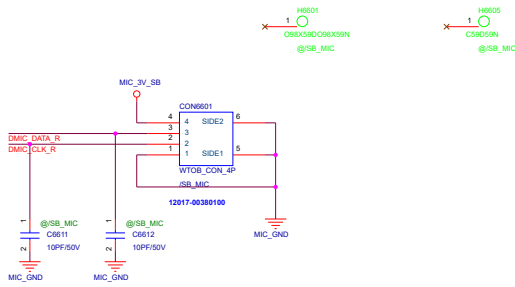 H6601
1
O98X59DO98X59N
@/SB_MIC
H6605
1
C59D59N
@/SB_MIC
MIC_3V_SB
CON6601
4
4
SIDE2
6
3
3
DMIC_DATA_R
2
2
DMIC_CLK_R
1
1
SIDE1
5
WTOB_CON_4P
/SB_MIC
12017-00380100
1
@/SB_MIC
C6611
2
10PF/50V
MIC_GND
1
@/SB_MIC
C6612
2
10PF/50V
MIC_GND
MIC_GND